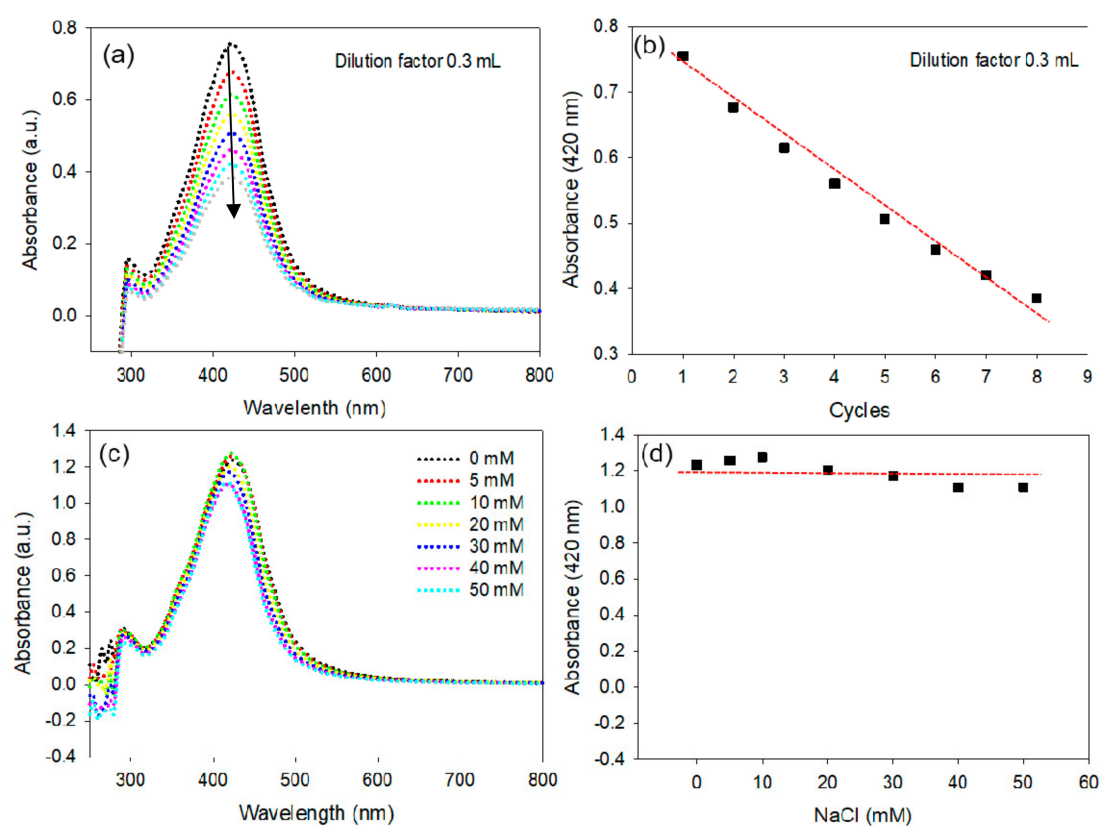 (a)
Dilution factor 0.3 mL
0.8
0.6
0.4
0.2
0.0
Absorbance (a.u.)
300 400 500 600 700 800
Wavelenth (nm)
(b)
Dilution factor 0.3 mL
0.8
0.7
0.6
0.5
0.4
0.3
Absorbance (420 nm)
0 1 2 3 4 5 6 7 8 9
Cycles
(c)
1.4
1.2
1.0
0.8
0.6
0.4
0.2
0.0
-0.2
-0.4
Absorbance (a.u.)
0 mM
5 mM
10 mM
20 mM
30 mM
40 mM
50 mM
300 400 500 600 700 800
Wavelength (nm)
(d)
1.4
1.2
1.0
0.8
0.6
0.4
0.2
0.0
-0.2
-0.4
Absorbance (420 nm)
0 10 20 30 40 50 60
NaCl (mM)